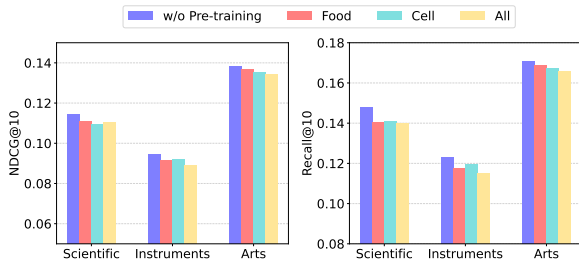 w/o Pre-training Food Cell All
NDCG@10
0.14
0.12
0.10
0.08
0.06
Scientific Instruments Arts
Recall@10
0.18
0.16
0.14
0.12
0.10
0.08
Scientific Instruments Arts